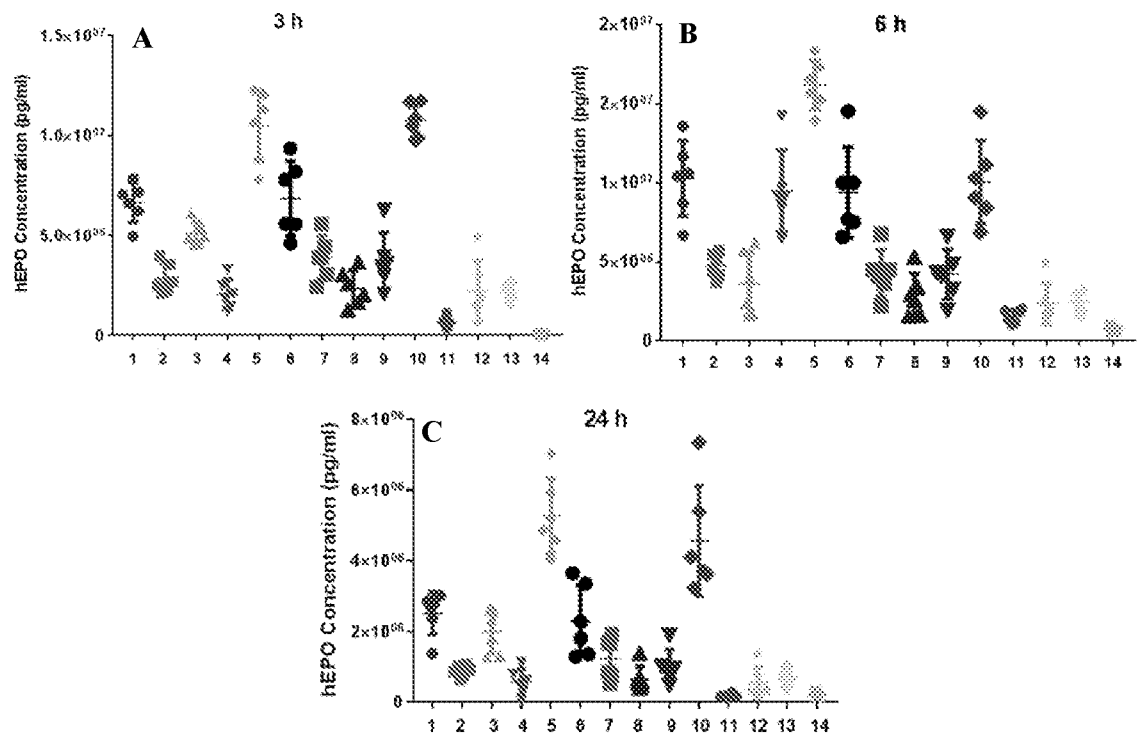 A
3 h
hEPO Concentration (pg/ml)
1.5×10⁰⁷
1.0×10⁰⁷
5.0×10⁰⁶
0
1 2 3 4 5 6 7 8 9 10 11 12 13 14
B
6 h
hEPO Concentration (pg/ml)
2×10⁰⁷
2×10⁰⁷
1×10⁰⁷
5×10⁰⁶
0
1 2 3 4 5 6 7 8 9 10 11 12 13 14
C
24 h
hEPO Concentration (pg/ml)
8×10⁰⁶
6×10⁰⁶
4×10⁰⁶
2×10⁰⁶
0
1 2 3 4 5 6 7 8 9 10 11 12 13 14